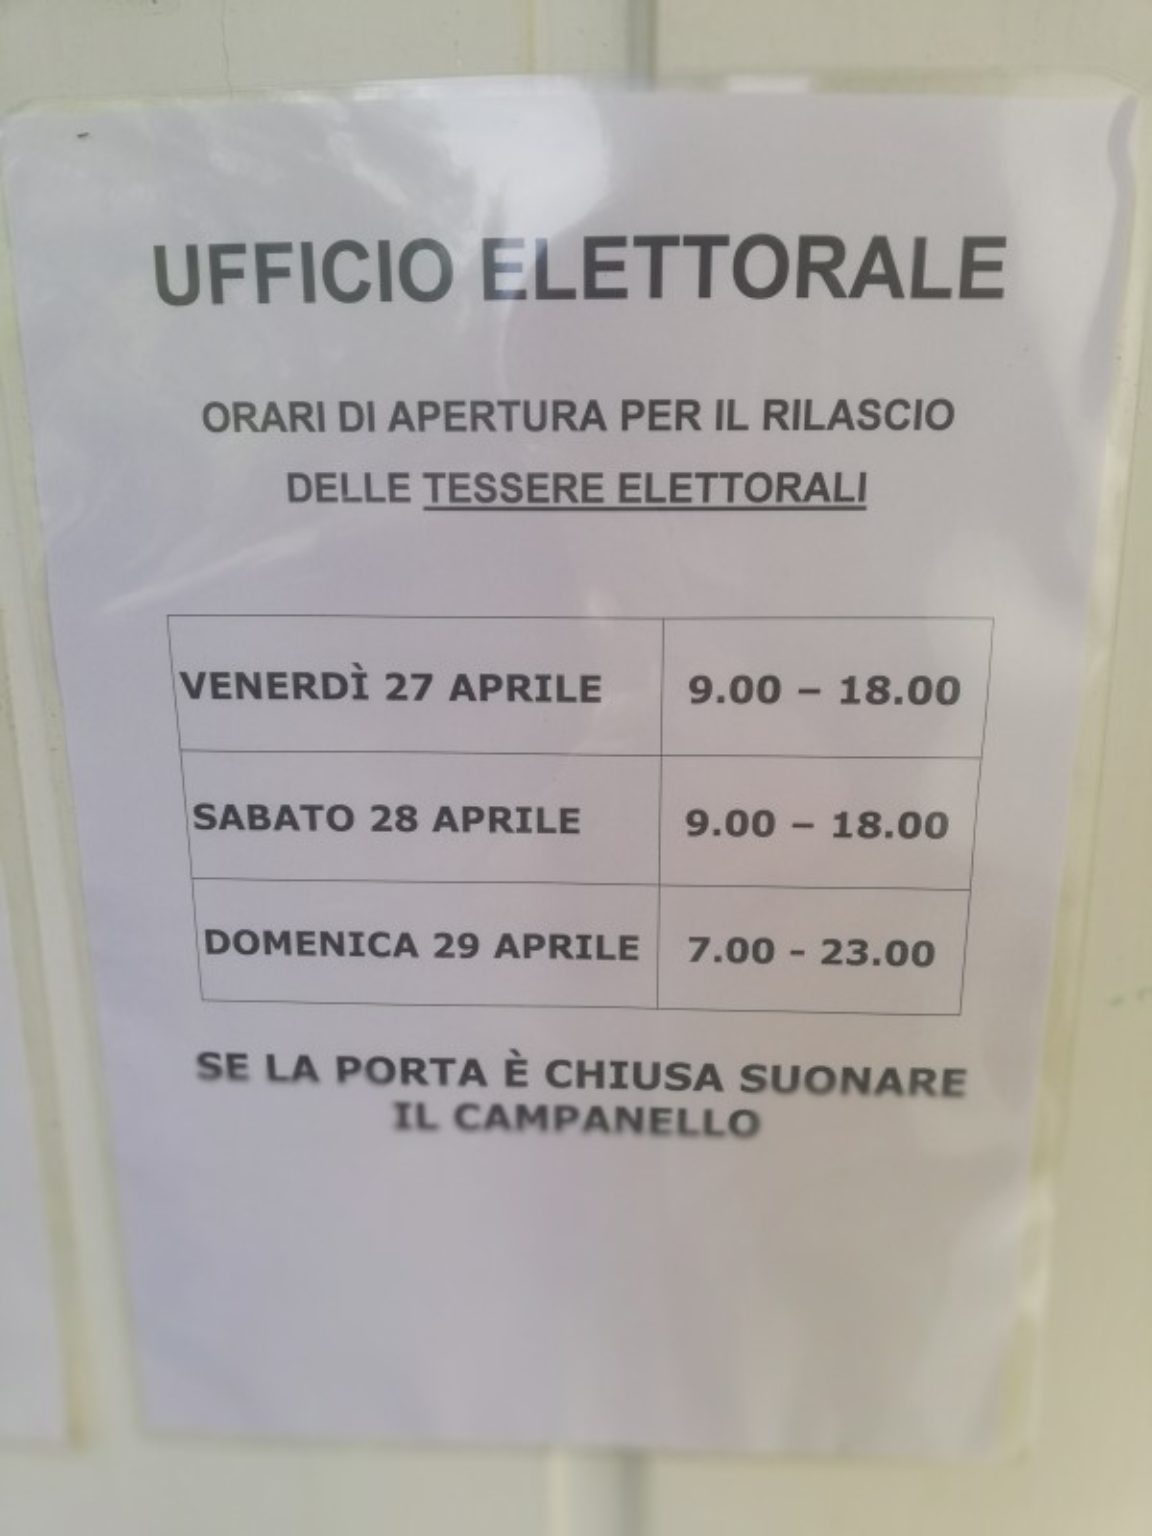 UFFICIO ELETTORALE
ORARI DI APERTURA PER IL RILASCIO
DELLE TESSERE ELETTORALI
VENERDÌ 27 APRILE 9.00 – 18.00
SABATO 28 APRILE 9.00 – 18.00
DOMENICA 29 APRILE 7.00 - 23.00
SE LA PORTA È CHIUSA SUONARE
IL CAMPANELLO